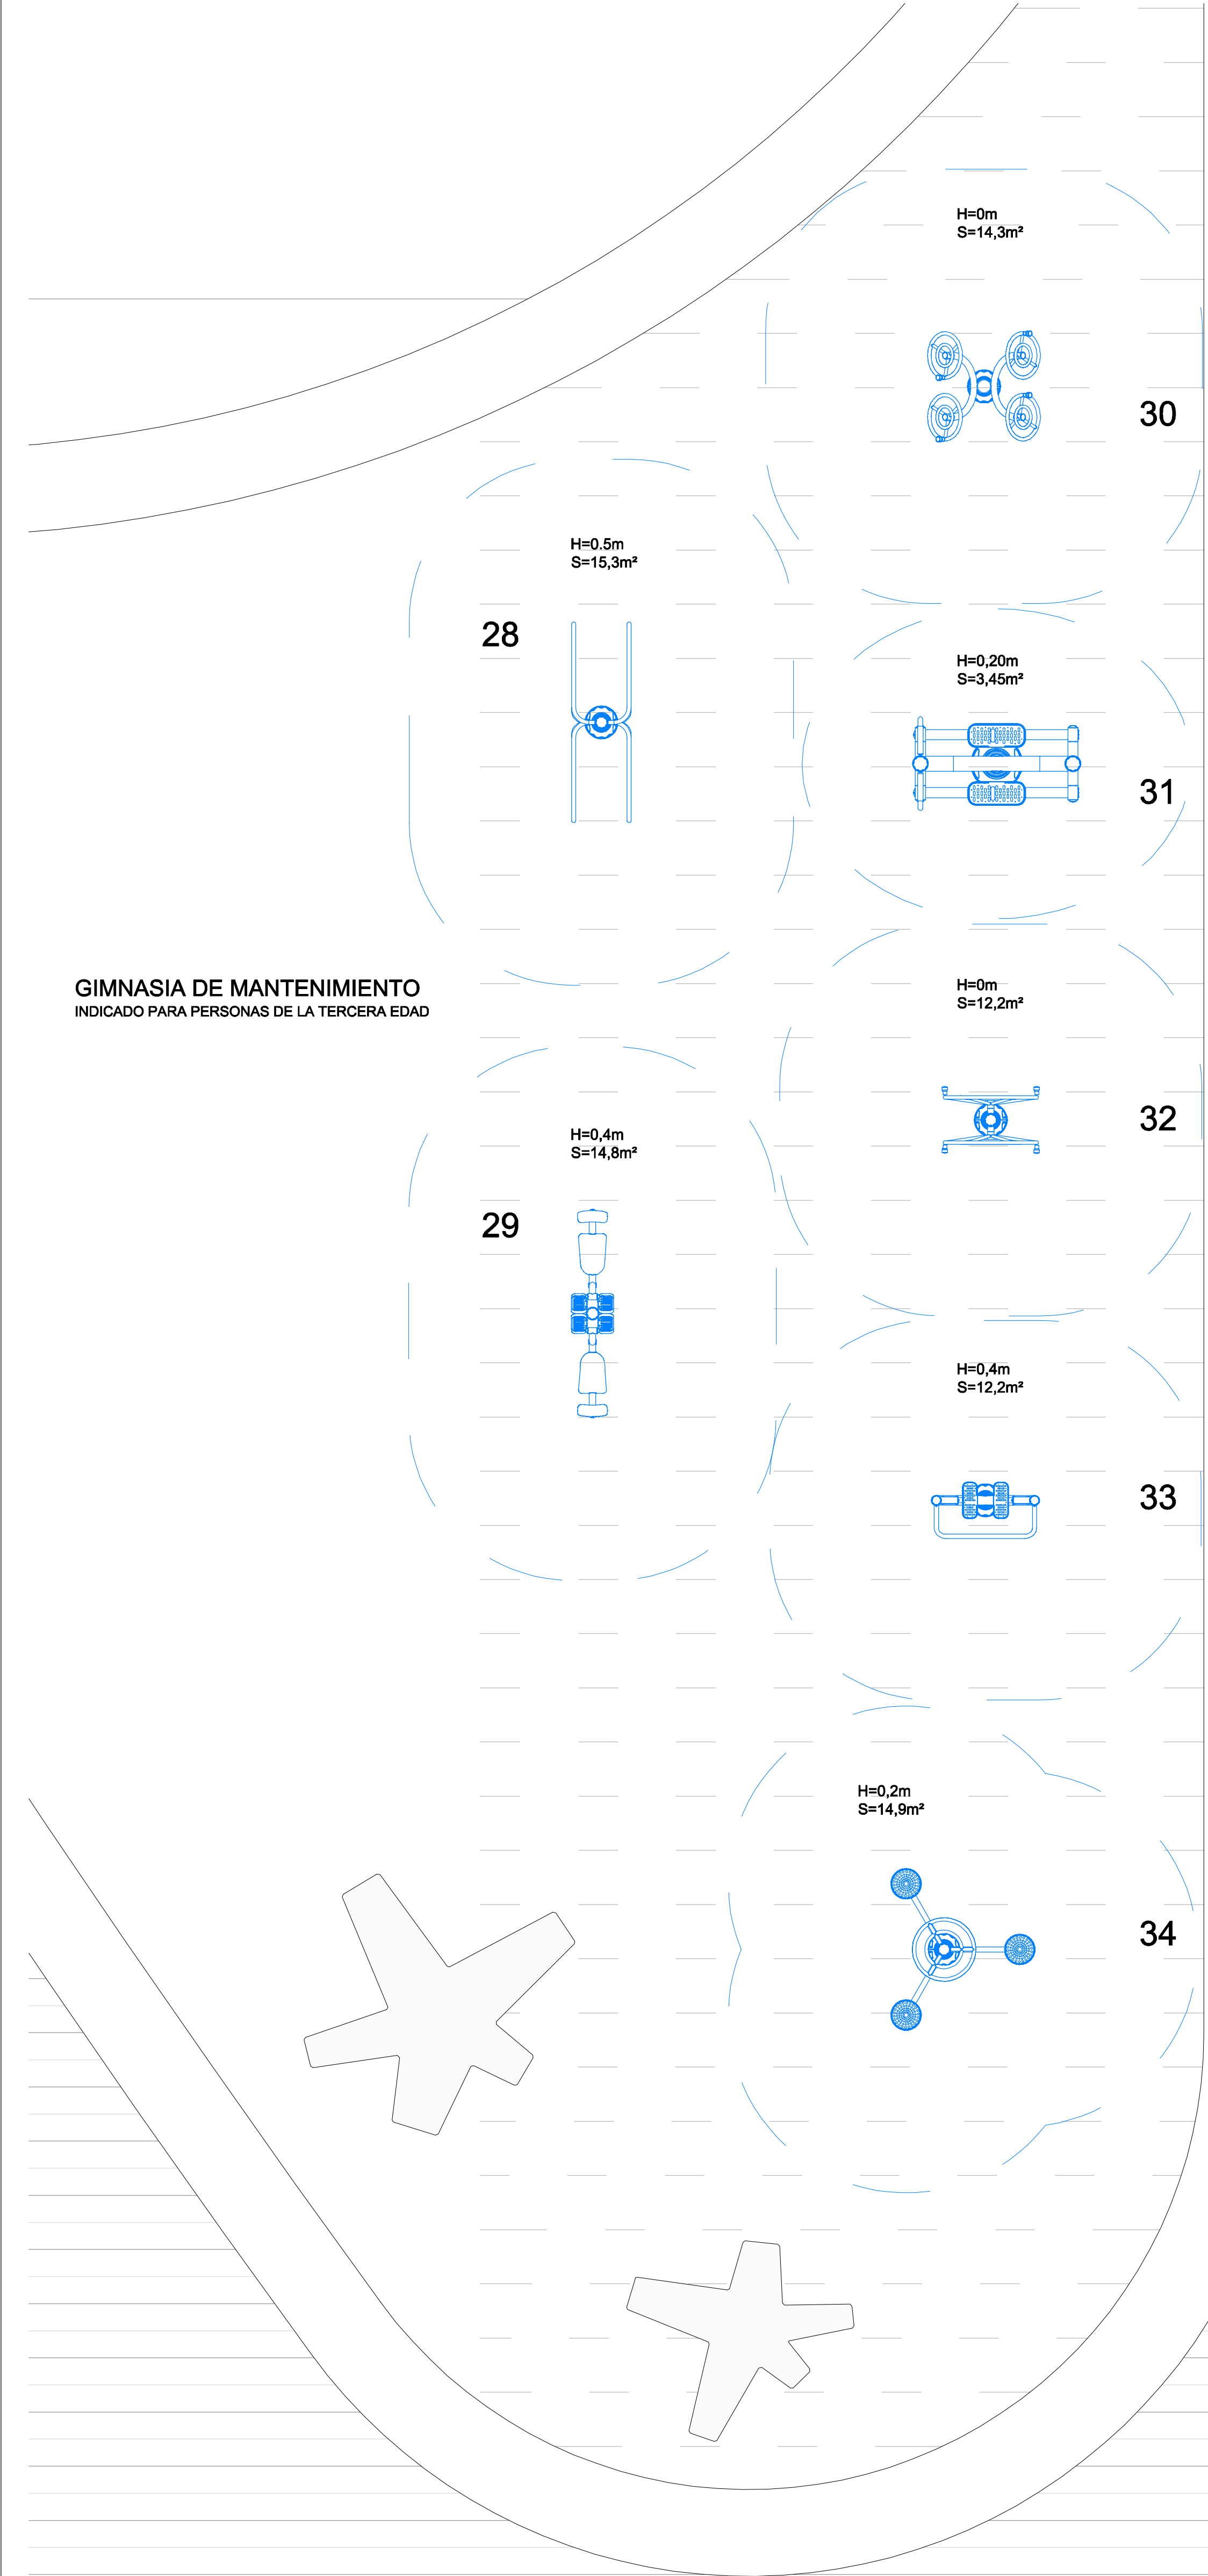 H=0m
S=14,3m²
30
H=0.5m
S=15,3m²
28
H=0,20m
S=3,45m²
31
GIMNASIA DE MANTENIMIENTO
INDICADO PARA PERSONAS DE LA TERCERA EDAD
H=0m
S=12,2m²
32
H=0,4m
S=14,8m²
29
H=0,4m
S=12,2m²
33
H=0,2m
S=14,9m²
34